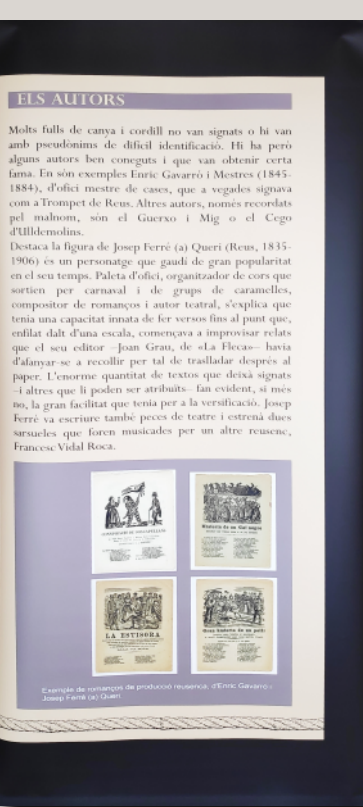 ELS AUTORS
Molts fulls de canya i cordill no van signats o hi van
amb pseudònims de difícil identificació. Hi ha però
alguns autors ben coneguts i que van obtenir certa
fama. En són exemples Enric Gavarró i Mestres (1845-
1884), d'ofici mestre de cases, que a vegades signava
com a Trompet de Reus. Altres autors, només recordats
pel malnom, són el Guerxo i Mig o el Cego
d'Ulldemolins.
Destaca la figura de Josep Ferré (a) Queri (Reus, 1835-
1906) és un personatge que gaudí de gran popularitat
en el seu temps. Paleta d'ofici, organitzador de cors que
sortien per carnaval i de grups de caramelles,
compositor de romanços i autor teatral, s'explica que
tenia una capacitat innata de fer versos fins al punt que,
enfilat dalt d'una escala, començava a improvisar relats
que el seu editor –Joan Grau, de «La Fleca»– havia
d'afanyar-se a recollir per tal de traslladar després al
paper. L'enorme quantitat de textos que deixà signats
–i altres que li poden ser atribuïts– fan evident, si més
no, la gran facilitat que tenia per a la versificació. Josep
Ferré va escriure també peces de teatre i estrenà dues
sarsueles que foren musicades per un altre reusenc,
Francesc Vidal Roca.
LA ESTISORA
Exemple de romanços de producció reusenca, d'Enric Gavarró i
Josep Ferré (a) Queri.